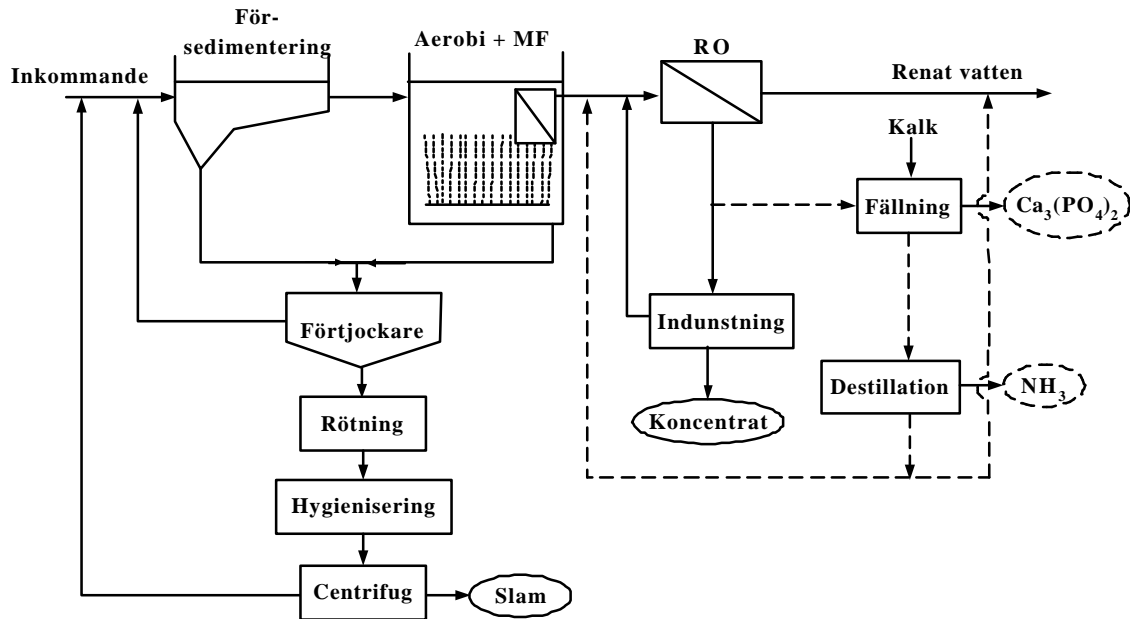 För-
sedimentering
Aerobi + MF
RO
Inkommande
Renat vatten
Kalk
Fällning
Ca₃(PO₄)₂
Förtjockare
Indunstning
Destillation
NH₃
Rötning
Koncentrat
Hygienisering
Centrifug
Slam